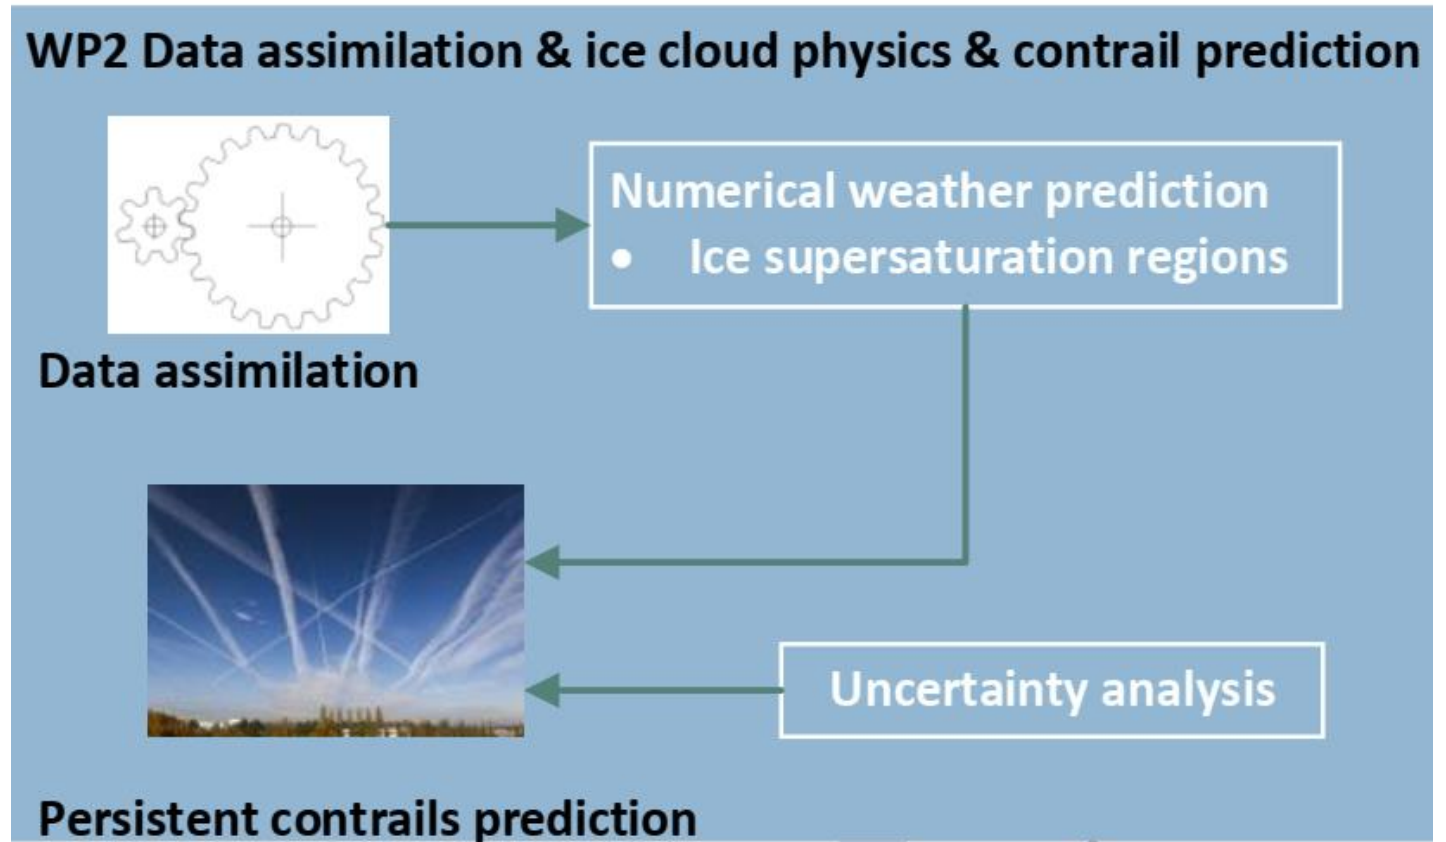 WP2 Data assimilation & ice cloud physics & contrail prediction
Numerical weather prediction
• Ice supersaturation regions
Data assimilation
Uncertainty analysis
Persistent contrails prediction